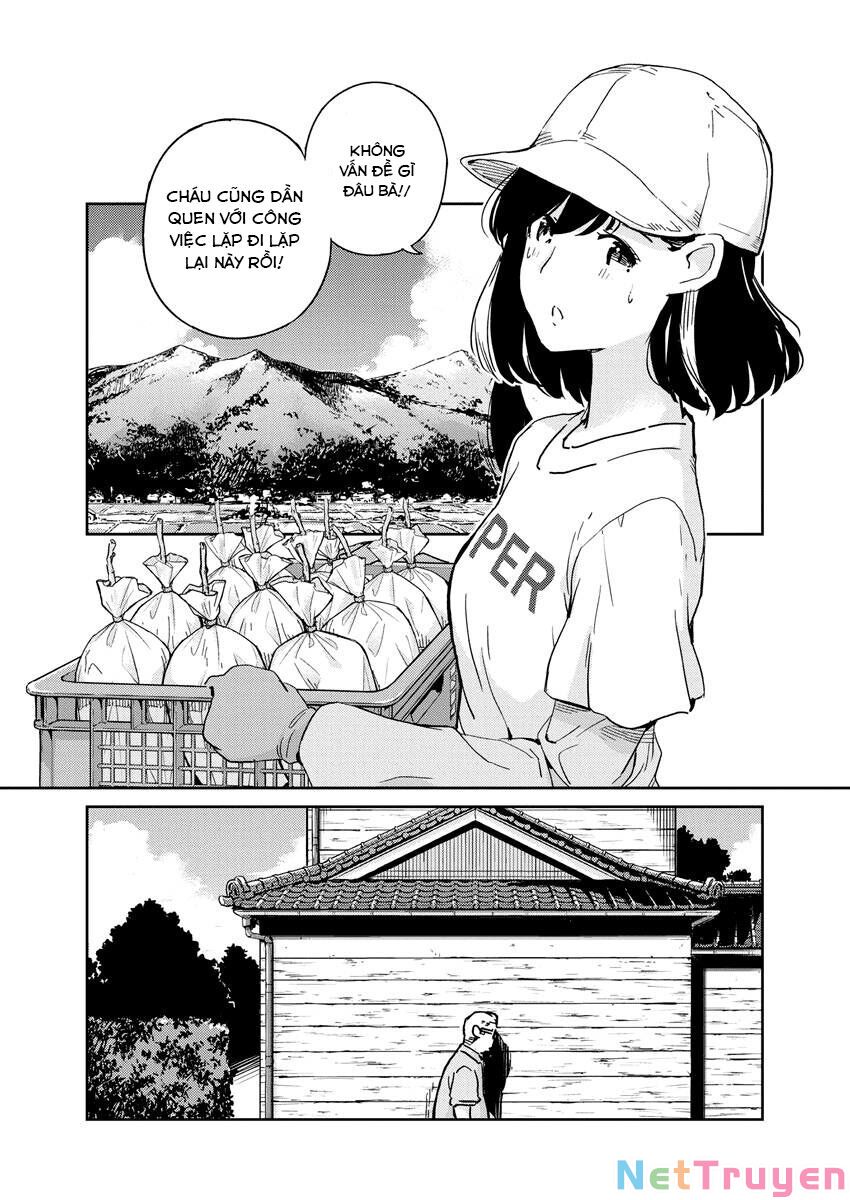 KHÔNG
VẤN ĐỀ GÌ
ĐÂU BÀ!/
CHÁU CŨNG DẦN
QUEN VỚI CÔNG
VIỆC LẶP ĐI LẶP
LẠI NÀY RỒI!
PER
NetTruyen